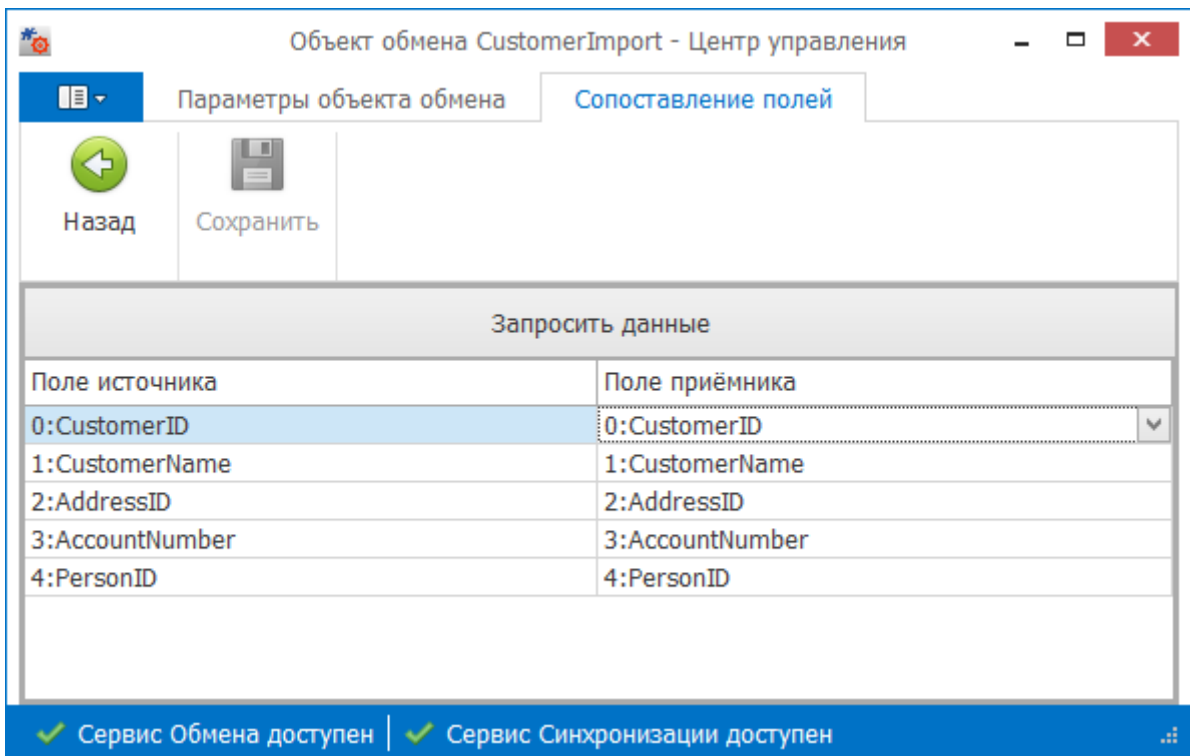 Объект обмена CustomerImport - Центр управления
Параметры объекта обмена Сопоставление полей
Назад Сохранить
Запросить данные
Поле источника Поле приёмника
0:CustomerID 0:CustomerID
1:CustomerName 1:CustomerName
2:AddressID 2:AddressID
3:AccountNumber 3:AccountNumber
4:PersonID 4:PersonID
Сервис Обмена доступен Сервис Синхронизации доступен